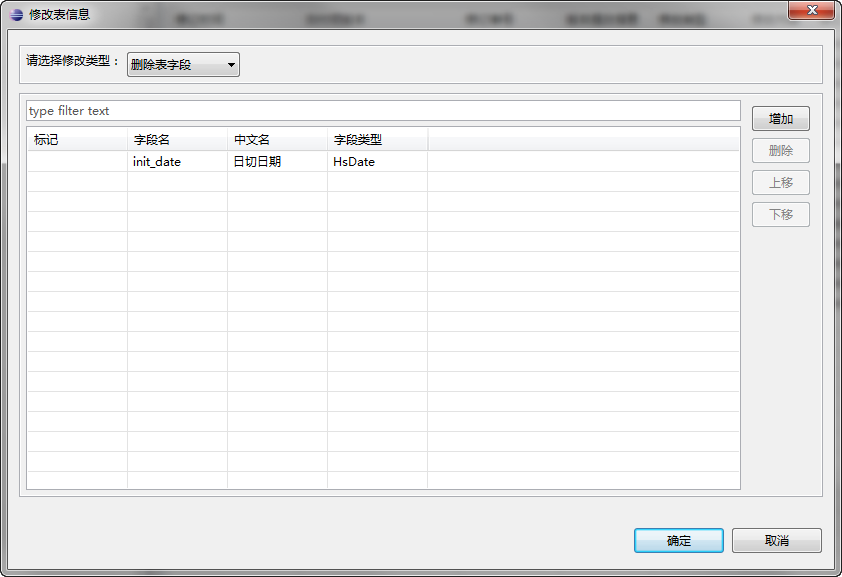 修改表信息
请选择修改类型：
删除表字段
type filter text
标记 字段名 中文名 字段类型
init_date 日切日期 HsDate
增加
删除
上移
下移
确定 取消